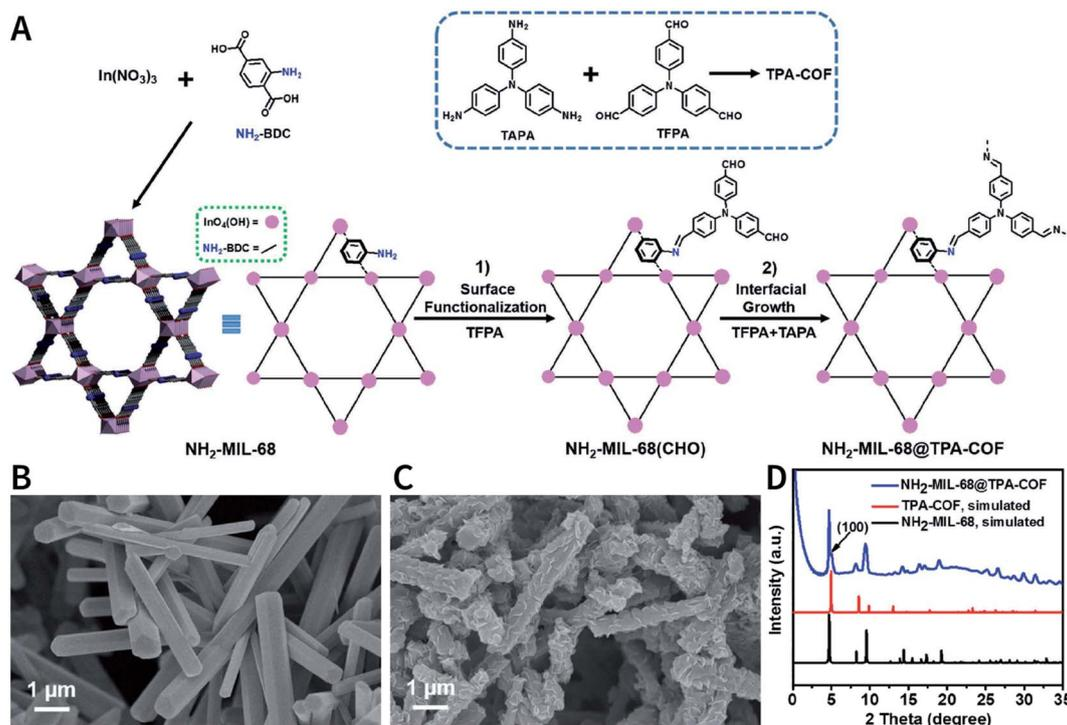 A
In(NO₃)₃
+
HO
O
NH₂
OH
O
NH₂-BDC
NH₂
H₂N
N
NH₂
TAPA
+
CHO
N
CHO
CHO
TFPA
TPA-COF
InO₄(OH) =
NH₂-BDC =
NH₂
1)
Surface
Functionalization
TFPA
CHO
N
CHO
N
2)
Interfacial
Growth
TFPA+TAPA
N
N
N
N
NH₂-MIL-68
NH₂-MIL-68(CHO)
NH₂-MIL-68@TPA-COF
B
1 µm
C
1 µm
D
NH₂-MIL-68@TPA-COF
TPA-COF, simulated
NH₂-MIL-68, simulated
(100)
Intensity (a.u.)
0 5 10 15 20 25 30 35
2 Theta (degree)